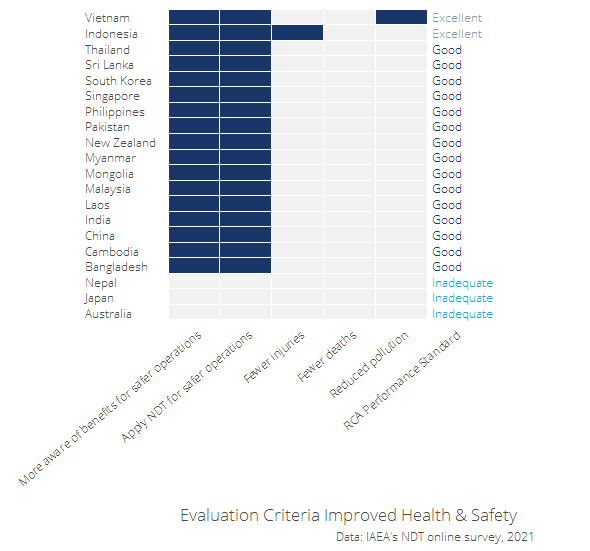 Vietnam Excellent
Indonesia Excellent
Thailand Good
Sri Lanka Good
South Korea Good
Singapore Good
Philippines Good
Pakistan Good
New Zealand Good
Myanmar Good
Mongolia Good
Malaysia Good
Laos Good
India Good
China Good
Cambodia Good
Bangladesh Good
Nepal Inadequate
Japan Inadequate
Australia Inadequate
More aware of benefits for safer operations
Apply NDT for safer operations
Fewer injuries
Fewer deaths
Reduced pollution
RCA Performance Standard
Evaluation Criteria Improved Health & Safety
Data: IAEA's NDT online survey, 2021